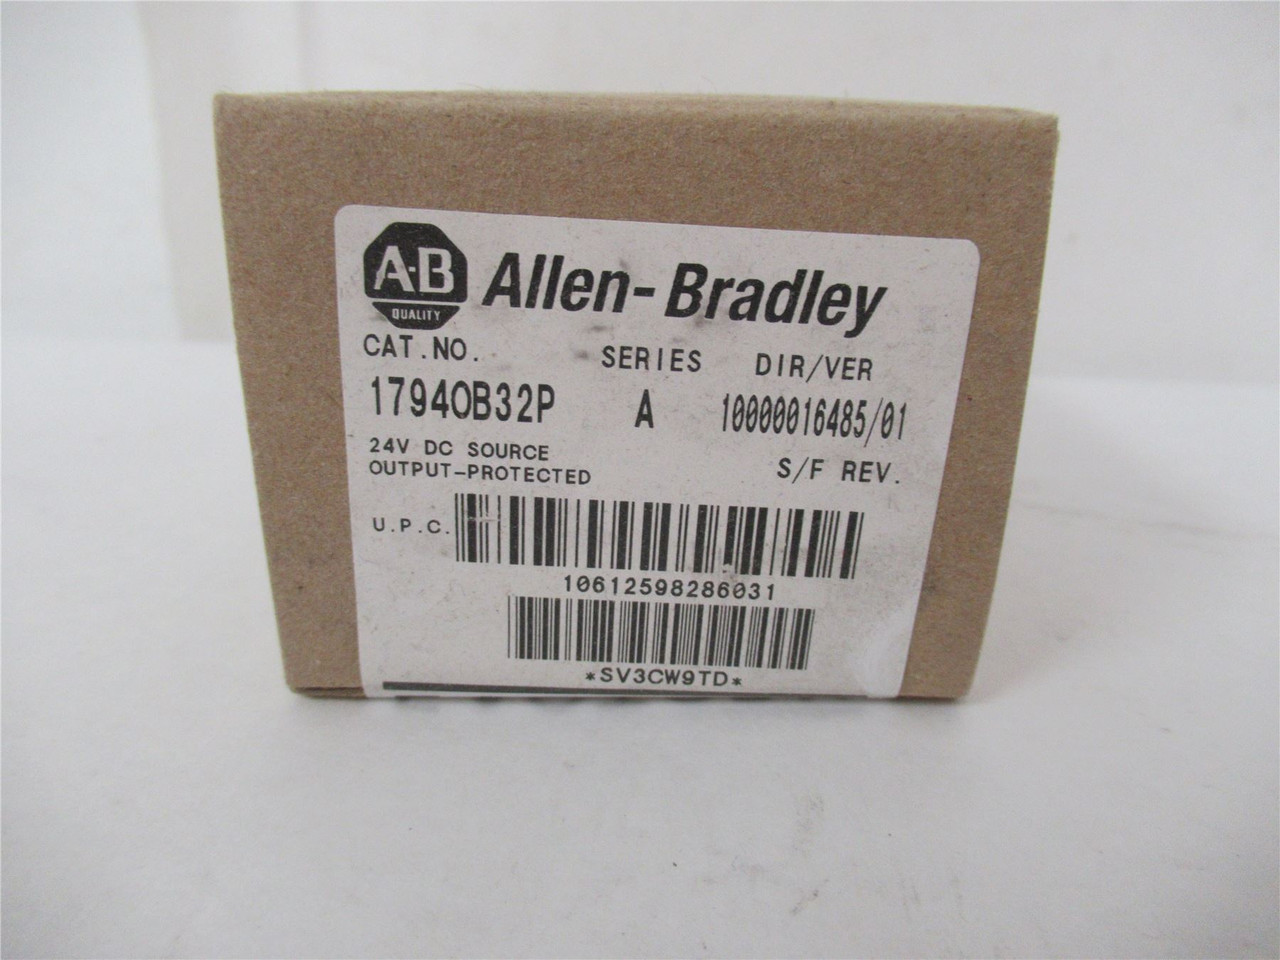 A-B
QUALITY
Allen-Bradley
CAT.NO. SERIES DIR/VER
1794OB32P A 10000016485/01
24V DC SOURCE
OUTPUT-PROTECTED
S/F REV.
U.P.C.
10612598286031
*SV3CW9TD*